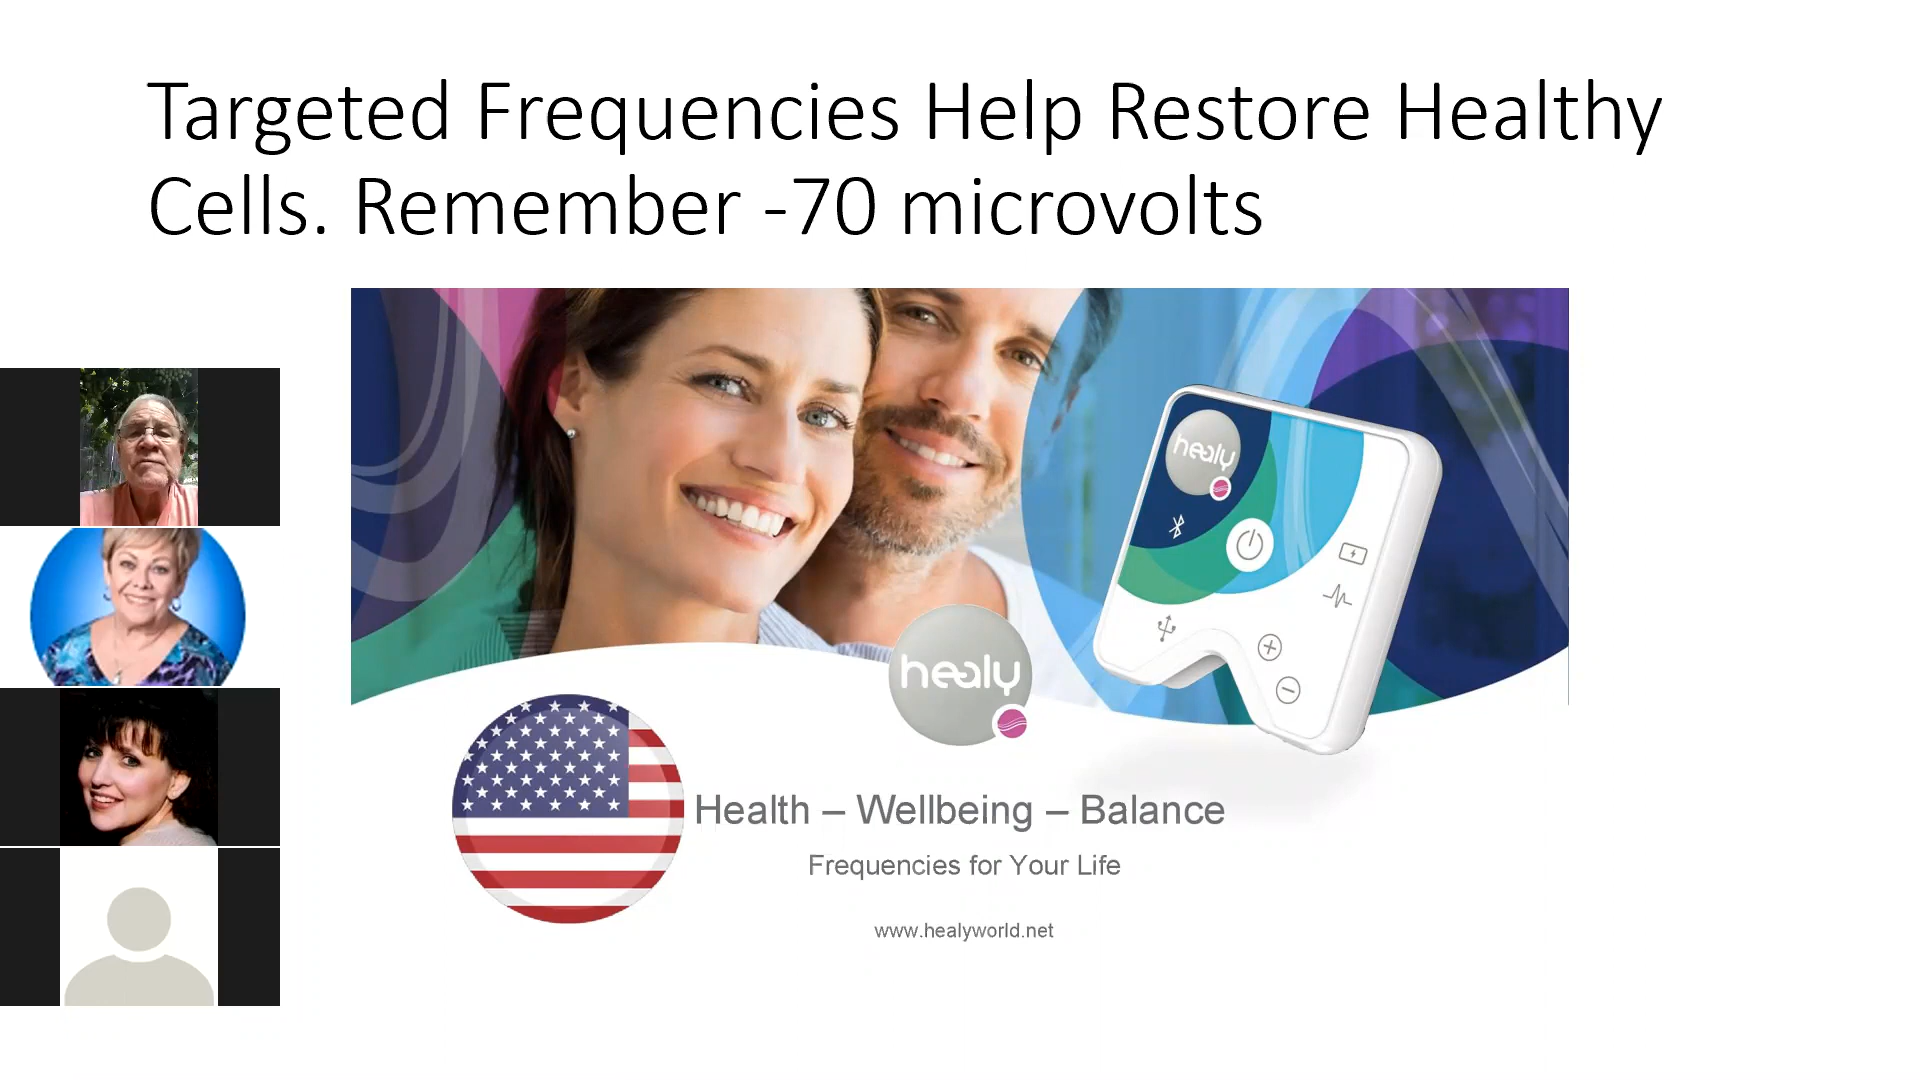 Targeted Frequencies Help Restore Healthy
Cells. Remember -70 microvolts
healy
healy
Health – Wellbeing – Balance
Frequencies for Your Life
www.healyworld.net